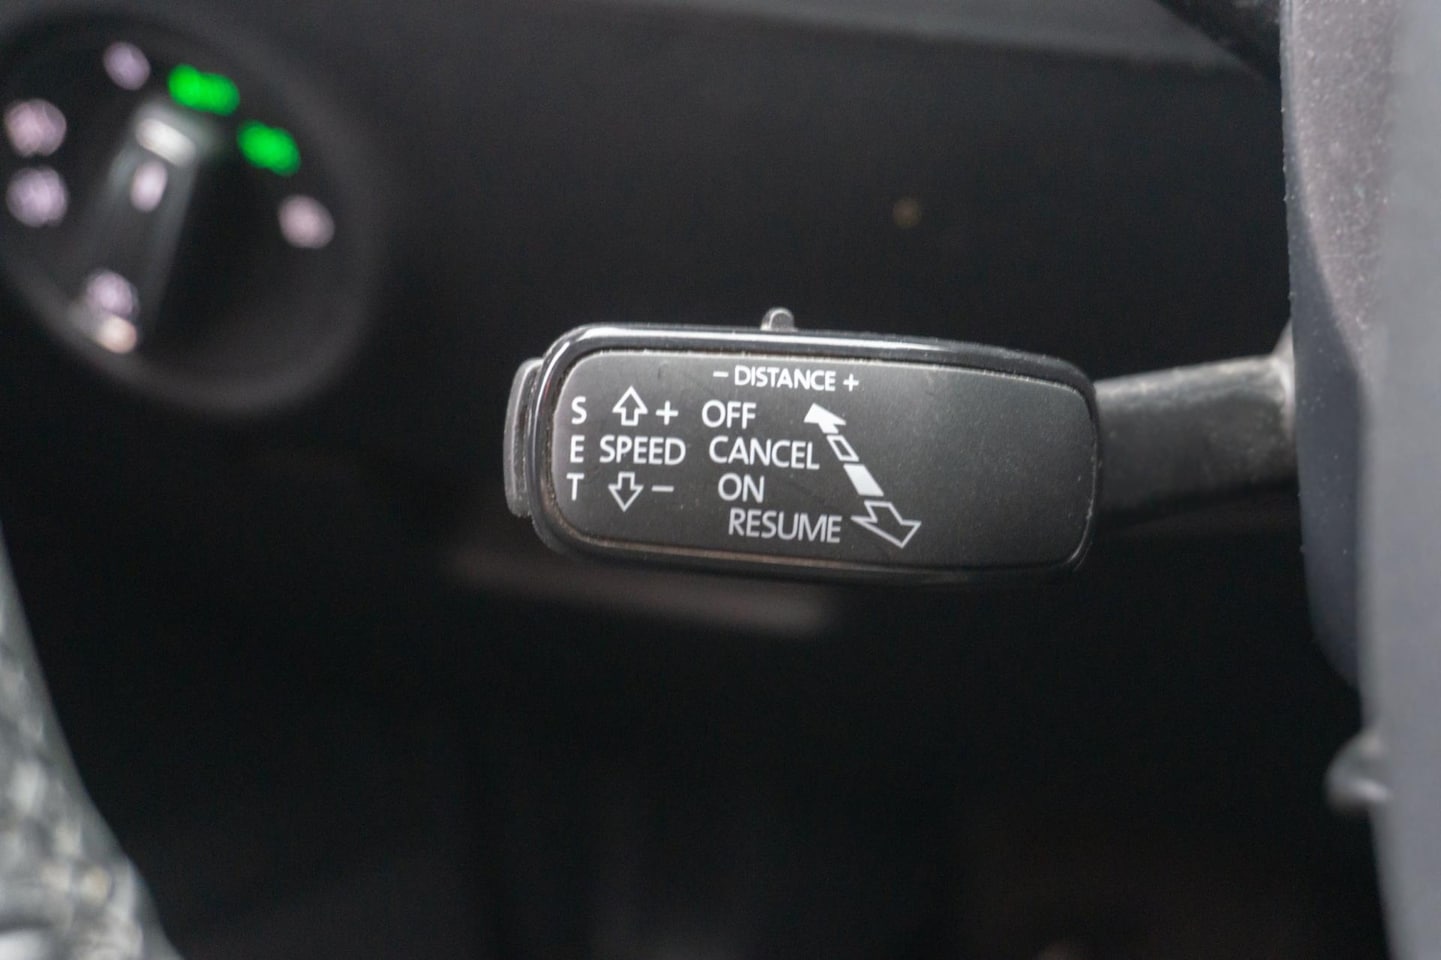 - DISTANCE +
S + OFF
E SPEED CANCEL
T - ON
RESUME